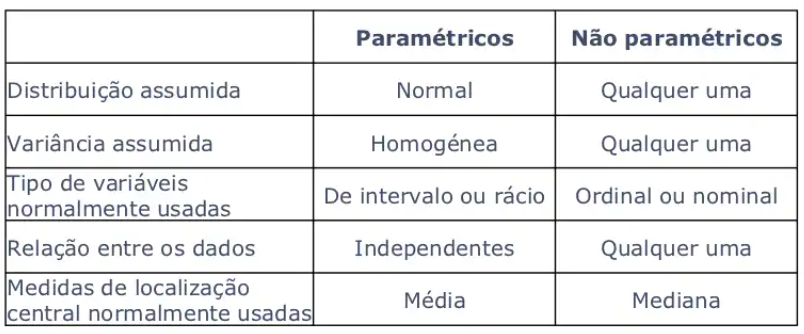 Paramétricos Não paramétricos
Distribuição assumida Normal Qualquer uma
Variância assumida Homogénea Qualquer uma
Tipo de variáveis
normalmente usadas De intervalo ou rácio Ordinal ou nominal
Relação entre os dados Independentes Qualquer uma
Medidas de localização
central normalmente usadas Média Mediana